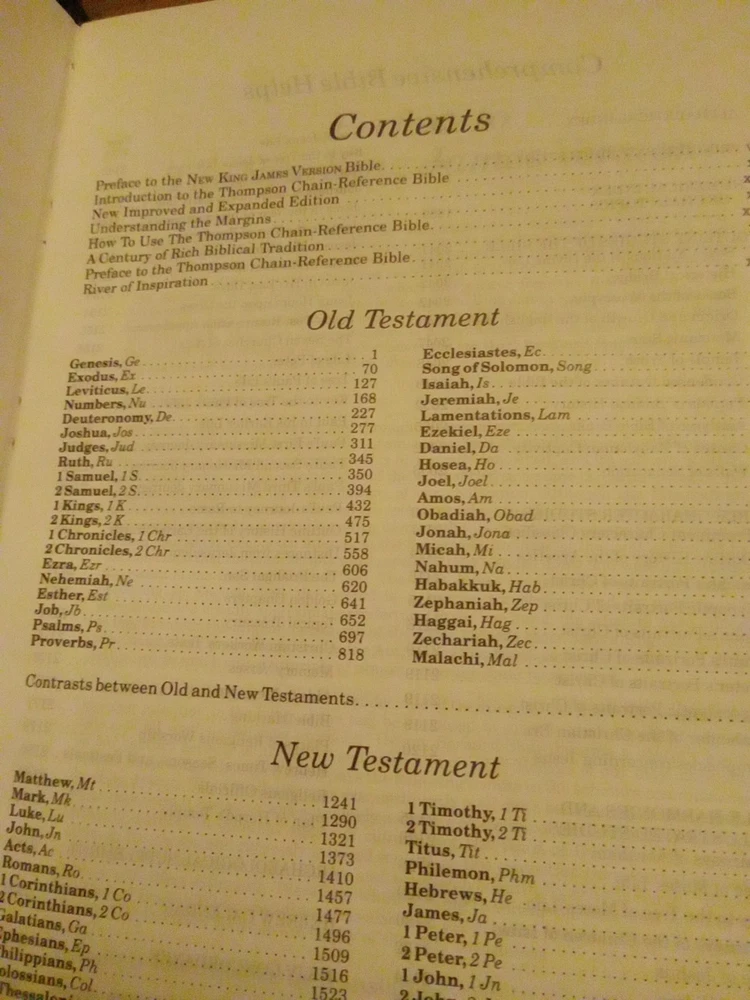 Contents
Preface to the NEW KING JAMES VERSION Bible
Introduction to the Thompson Chain-Reference Bible
New Improved and Expanded Edition
Understanding the Margins
How To Use The Thompson Chain-Reference Bible
A Century of Rich Biblical Tradition
Preface to the Thompson Chain-Reference Bible
River of Inspiration
Old Testament
Genesis, Ge 1
Exodus, Ex 70
Leviticus, Le 127
Numbers, Nu 168
Deuteronomy, De 227
Joshua, Jos 277
Judges, Jud 311
Ruth, Ru 345
1 Samuel, 1 S 350
2 Samuel, 2 S 394
1 Kings, 1 K 432
2 Kings, 2 K 475
1 Chronicles, 1 Chr 517
2 Chronicles, 2 Chr 558
Ezra, Ezr 606
Nehemiah, Ne 620
Esther, Est 641
Job, Jb 652
Psalms, Ps 697
Proverbs, Pr 818
Ecclesiastes, Ec
Song of Solomon, Song
Isaiah, Is
Jeremiah, Je
Lamentations, Lam
Ezekiel, Eze
Daniel, Da
Hosea, Ho
Joel, Joel
Amos, Am
Obadiah, Obad
Jonah, Jona
Micah, Mi
Nahum, Na
Habakkuk, Hab
Zephaniah, Zep
Haggai, Hag
Zechariah, Zec
Malachi, Mal
Contrasts between Old and New Testaments
New Testament
Matthew, Mt 1241
Mark, Mk 1290
Luke, Lu 1321
John, Jn 1373
Acts, Ac 1410
Romans, Ro 1457
1 Corinthians, 1 Co 1477
2 Corinthians, 2 Co 1496
Galatians, Ga 1509
Ephesians, Ep 1516
Philippians, Ph 1523
Colossians, Col
1 Timothy, 1 Ti
2 Timothy, 2 Ti
Titus, Tit
Philemon, Phm
Hebrews, He
James, Ja
1 Peter, 1 Pe
2 Peter, 2 Pe
1 John, 1 Jn